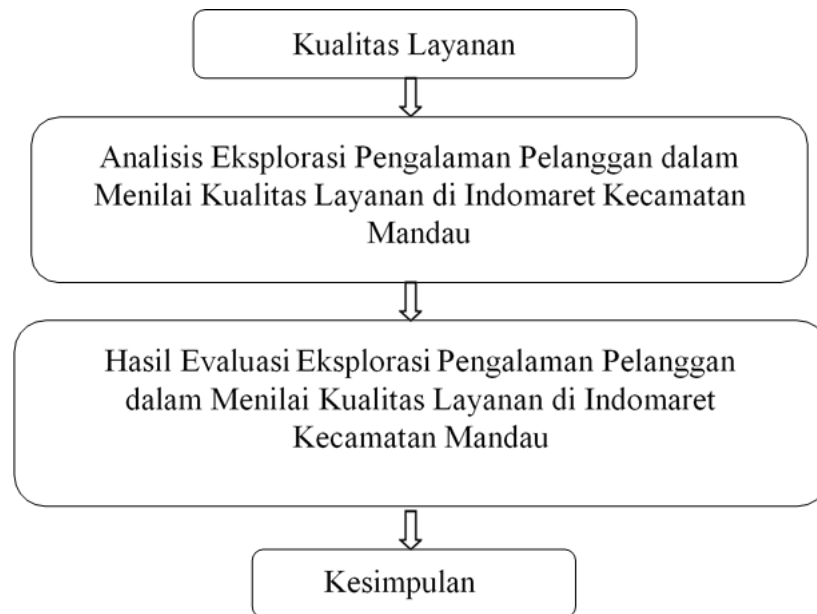 Kualitas Layanan
Analisis Eksplorasi Pengalaman Pelanggan dalam
Menilai Kualitas Layanan di Indomaret Kecamatan
Mandau
Hasil Evaluasi Eksplorasi Pengalaman Pelanggan
dalam Menilai Kualitas Layanan di Indomaret
Kecamatan Mandau
Kesimpulan